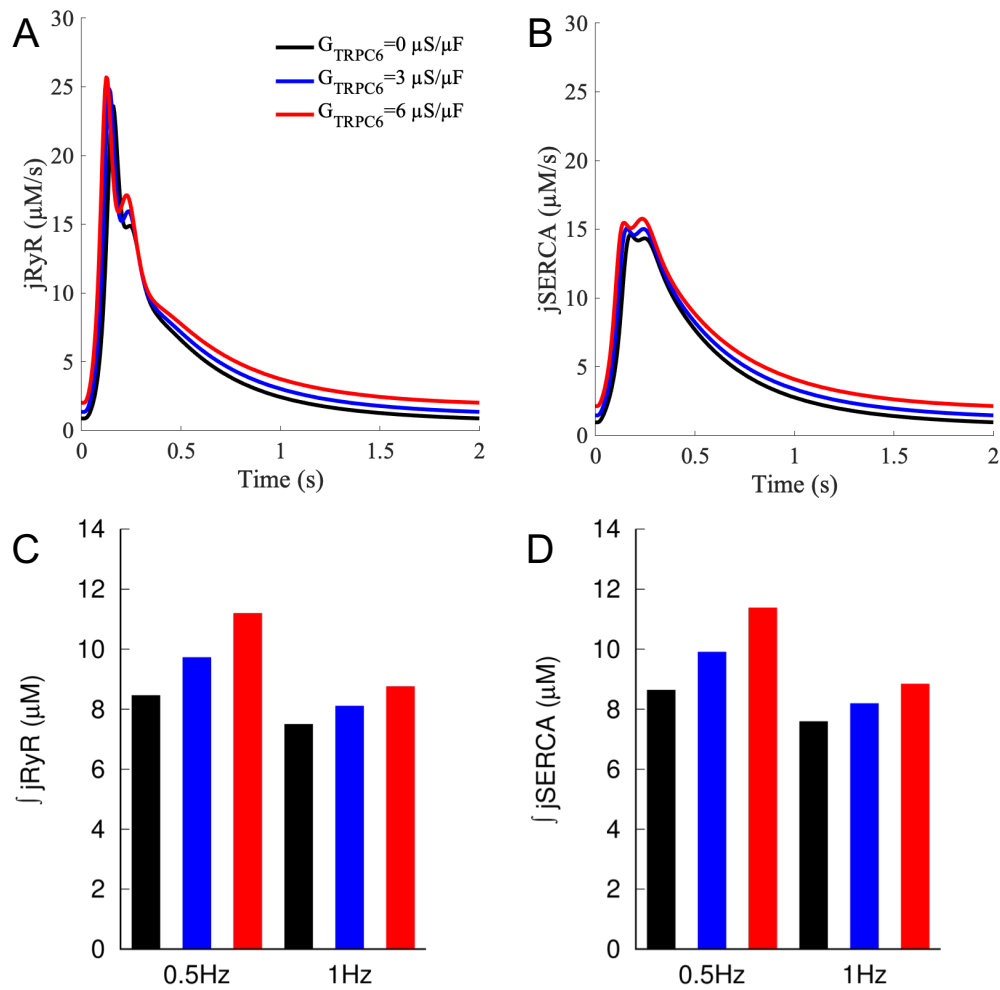 A
30
25
20
15
10
5
0
jRyR (μM/s)
G_TRPC6=0 μS/μF
G_TRPC6=3 μS/μF
G_TRPC6=6 μS/μF
0 0.5 1 1.5 2
Time (s)
B
30
25
20
15
10
5
0
jSERCA (μM/s)
0 0.5 1 1.5 2
Time (s)
C
14
12
10
8
6
4
2
0
∫ jRyR (μM)
0.5Hz 1Hz
D
14
12
10
8
6
4
2
0
∫ jSERCA (μM)
0.5Hz 1Hz